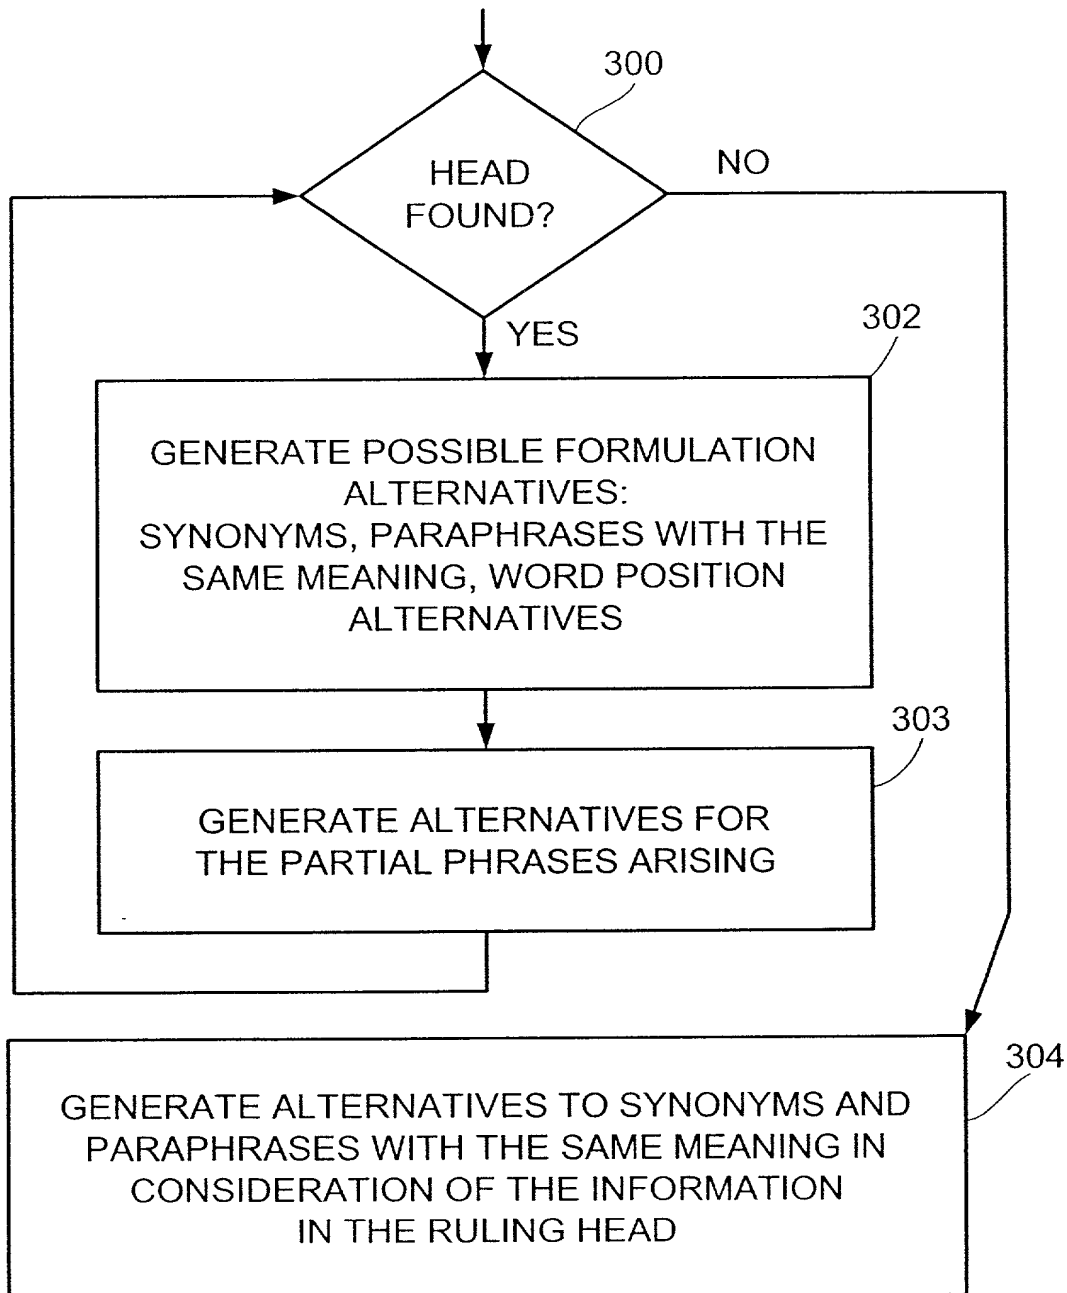 300
HEAD
FOUND?
NO
YES
302
GENERATE POSSIBLE FORMULATION
ALTERNATIVES:
SYNONYMS, PARAPHRASES WITH THE
SAME MEANING, WORD POSITION
ALTERNATIVES
303
GENERATE ALTERNATIVES FOR
THE PARTIAL PHRASES ARISING
304
GENERATE ALTERNATIVES TO SYNONYMS AND
PARAPHRASES WITH THE SAME MEANING IN
CONSIDERATION OF THE INFORMATION
IN THE RULING HEAD